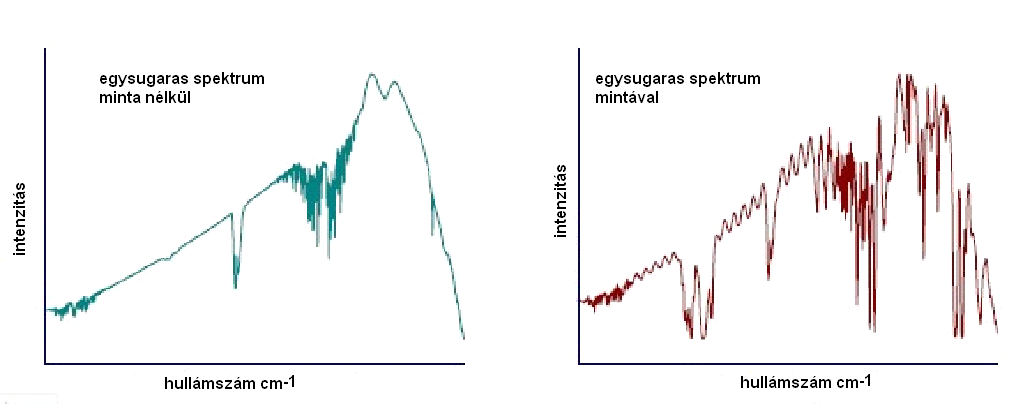 egysugaras spektrum
minta nélkül
intenzitás
hullámszám cm-1
egysugaras spektrum
mintával
intenzitás
hullámszám cm-1